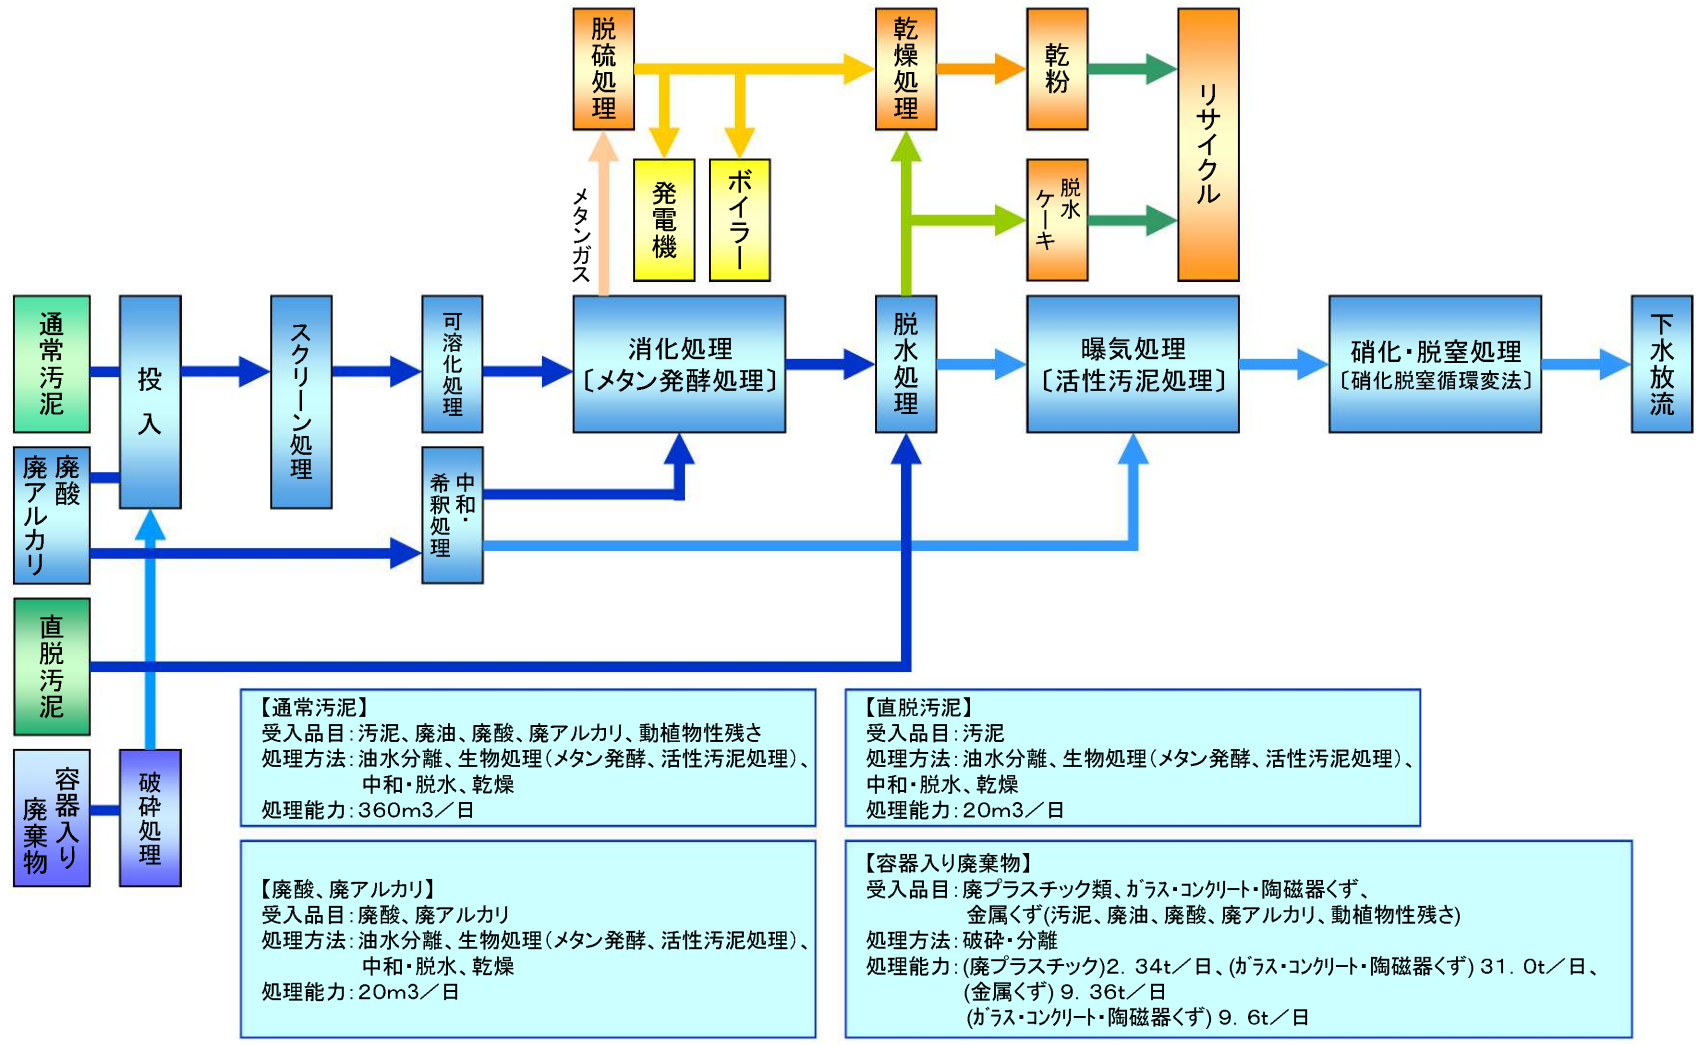 脱硫処理
乾燥処理
乾粉
リサイクル
メタンガス
発電機
ボイラー
脱水
ケーキ
通常汚泥
投入
スクリーン処理
可溶化処理
消化処理
〔メタン発酵処理〕
脱水処理
曝気処理
〔活性汚泥処理〕
硝化・脱窒処理
〔硝化脱窒循環変法〕
下水放流
廃酸
廃アルカリ
中和・
希釈処理
直脱汚泥
容器入り
廃棄物
破砕処理
【通常汚泥】
受入品目：汚泥、廃油、廃酸、廃アルカリ、動植物性残さ
処理方法：油水分離、生物処理（メタン発酵、活性汚泥処理）、
中和・脱水、乾燥
処理能力：３６０ｍ３／日
【直脱汚泥】
受入品目：汚泥
処理方法：油水分離、生物処理（メタン発酵、活性汚泥処理）、
中和・脱水、乾燥
処理能力：２０ｍ３／日
【廃酸、廃アルカリ】
受入品目：廃酸、廃アルカリ
処理方法：油水分離、生物処理（メタン発酵、活性汚泥処理）、
中和・脱水、乾燥
処理能力：２０ｍ３／日
【容器入り廃棄物】
受入品目：廃プラスチック類、ｶﾞﾗｽ・ｺﾝｸﾘｰﾄ・陶磁器くず、
金属くず(汚泥、廃油、廃酸、廃アルカリ、動植物性残さ)
処理方法：破砕・分離
処理能力：(廃プラスチック)２．３４ｔ／日、(ｶﾞﾗｽ・ｺﾝｸﾘｰﾄ・陶磁器くず)３１．０ｔ／日、
(金属くず)９．３６ｔ／日
(ｶﾞﾗｽ・ｺﾝｸﾘｰﾄ・陶磁器くず)９．６ｔ／日